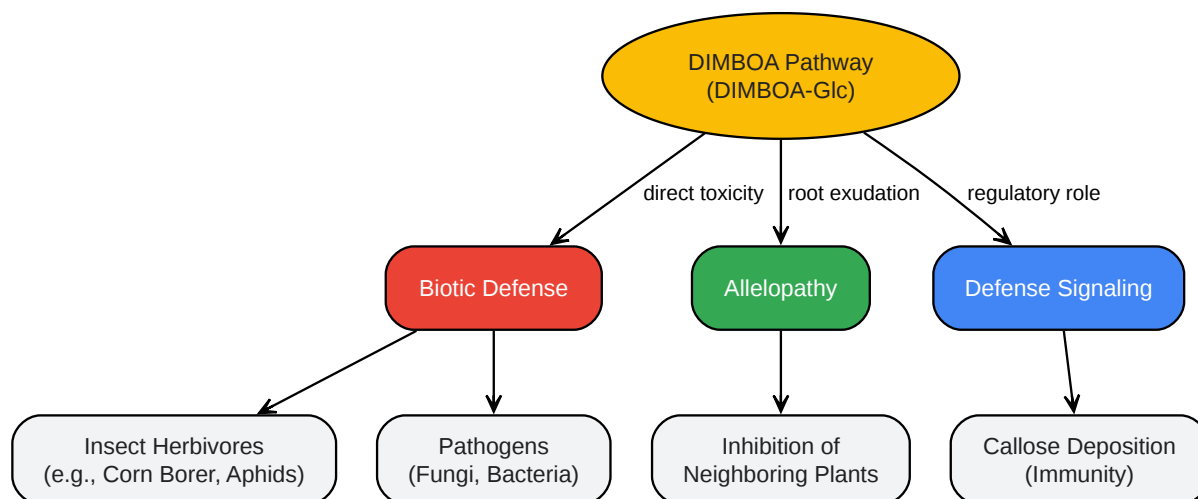 DIMBOA Pathway
(DIMBOA-Glc)
direct toxicity
root exudation
regulatory role
Biotic Defense
Allelopathy
Defense Signaling
Insect Herbivores
(e.g., Corn Borer, Aphids)
Pathogens
(Fungi, Bacteria)
Inhibition of
Neighboring Plants
Callose Deposition
(Immunity)